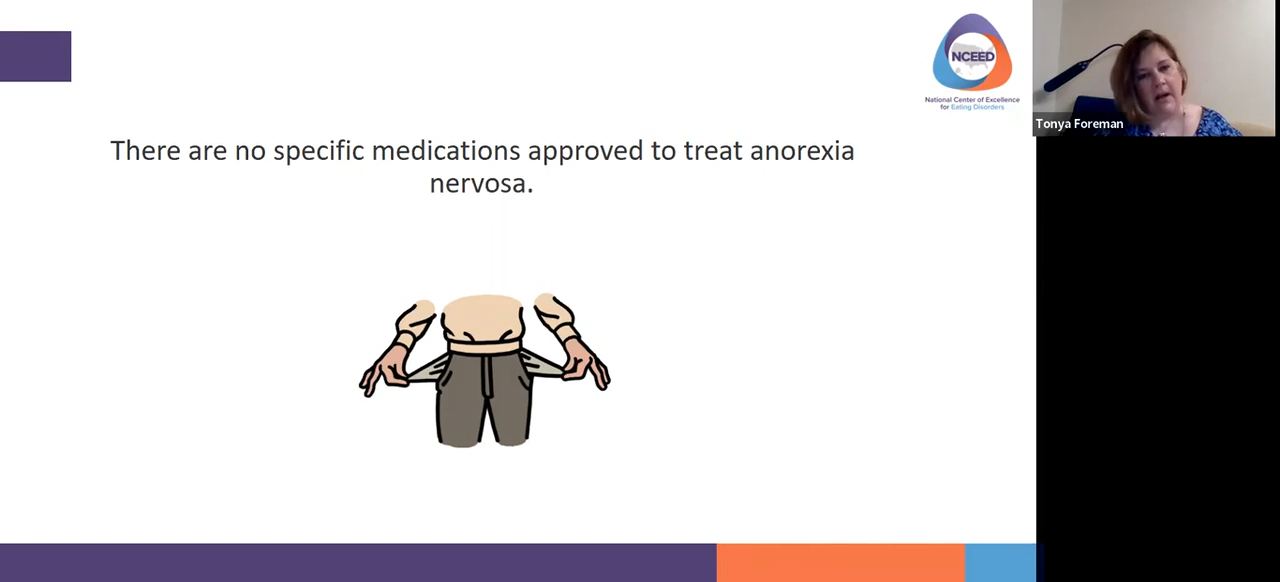 NCEED
National Center of Excellence
for Eating Disorders
Tonya Foreman
There are no specific medications approved to treat anorexia
nervosa.